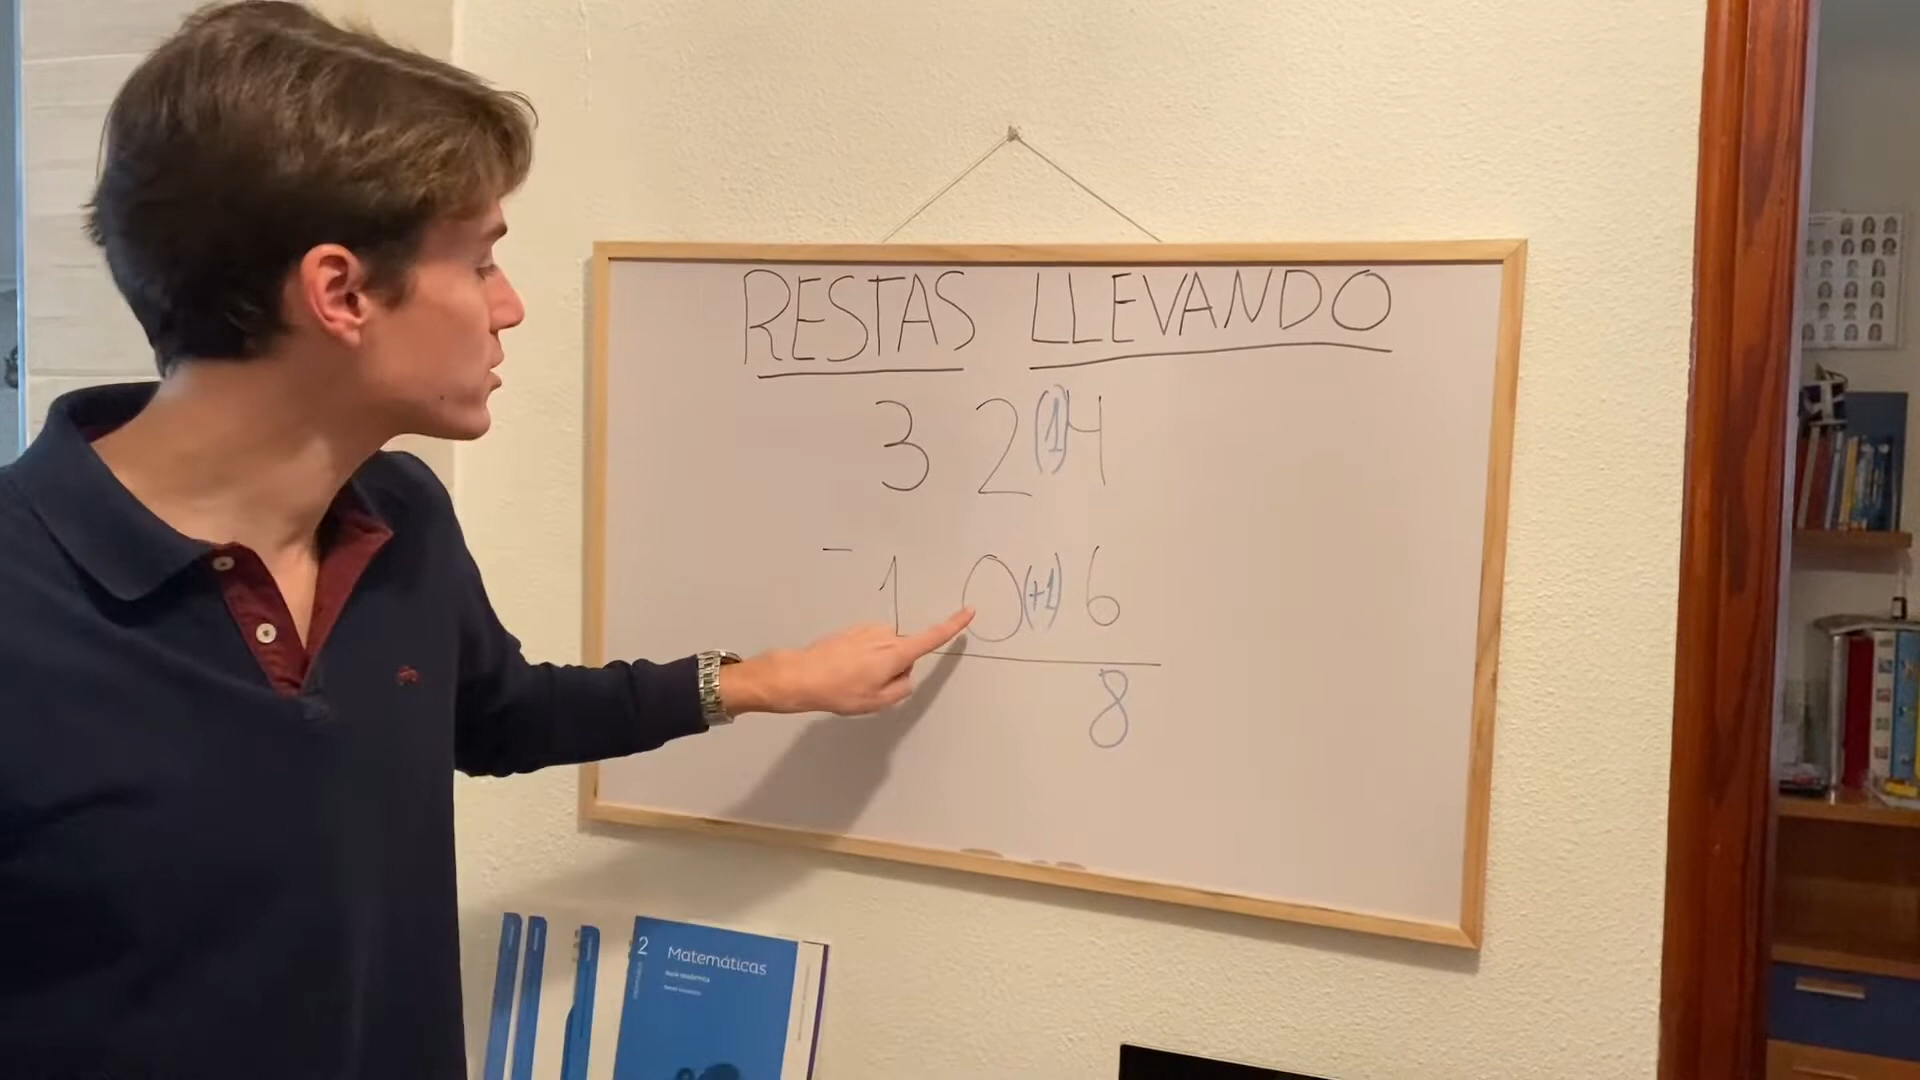 RESTAS LLEVANDO
3 2 (1)4
- 1 0(+1) 6
8
2 Matemáticas